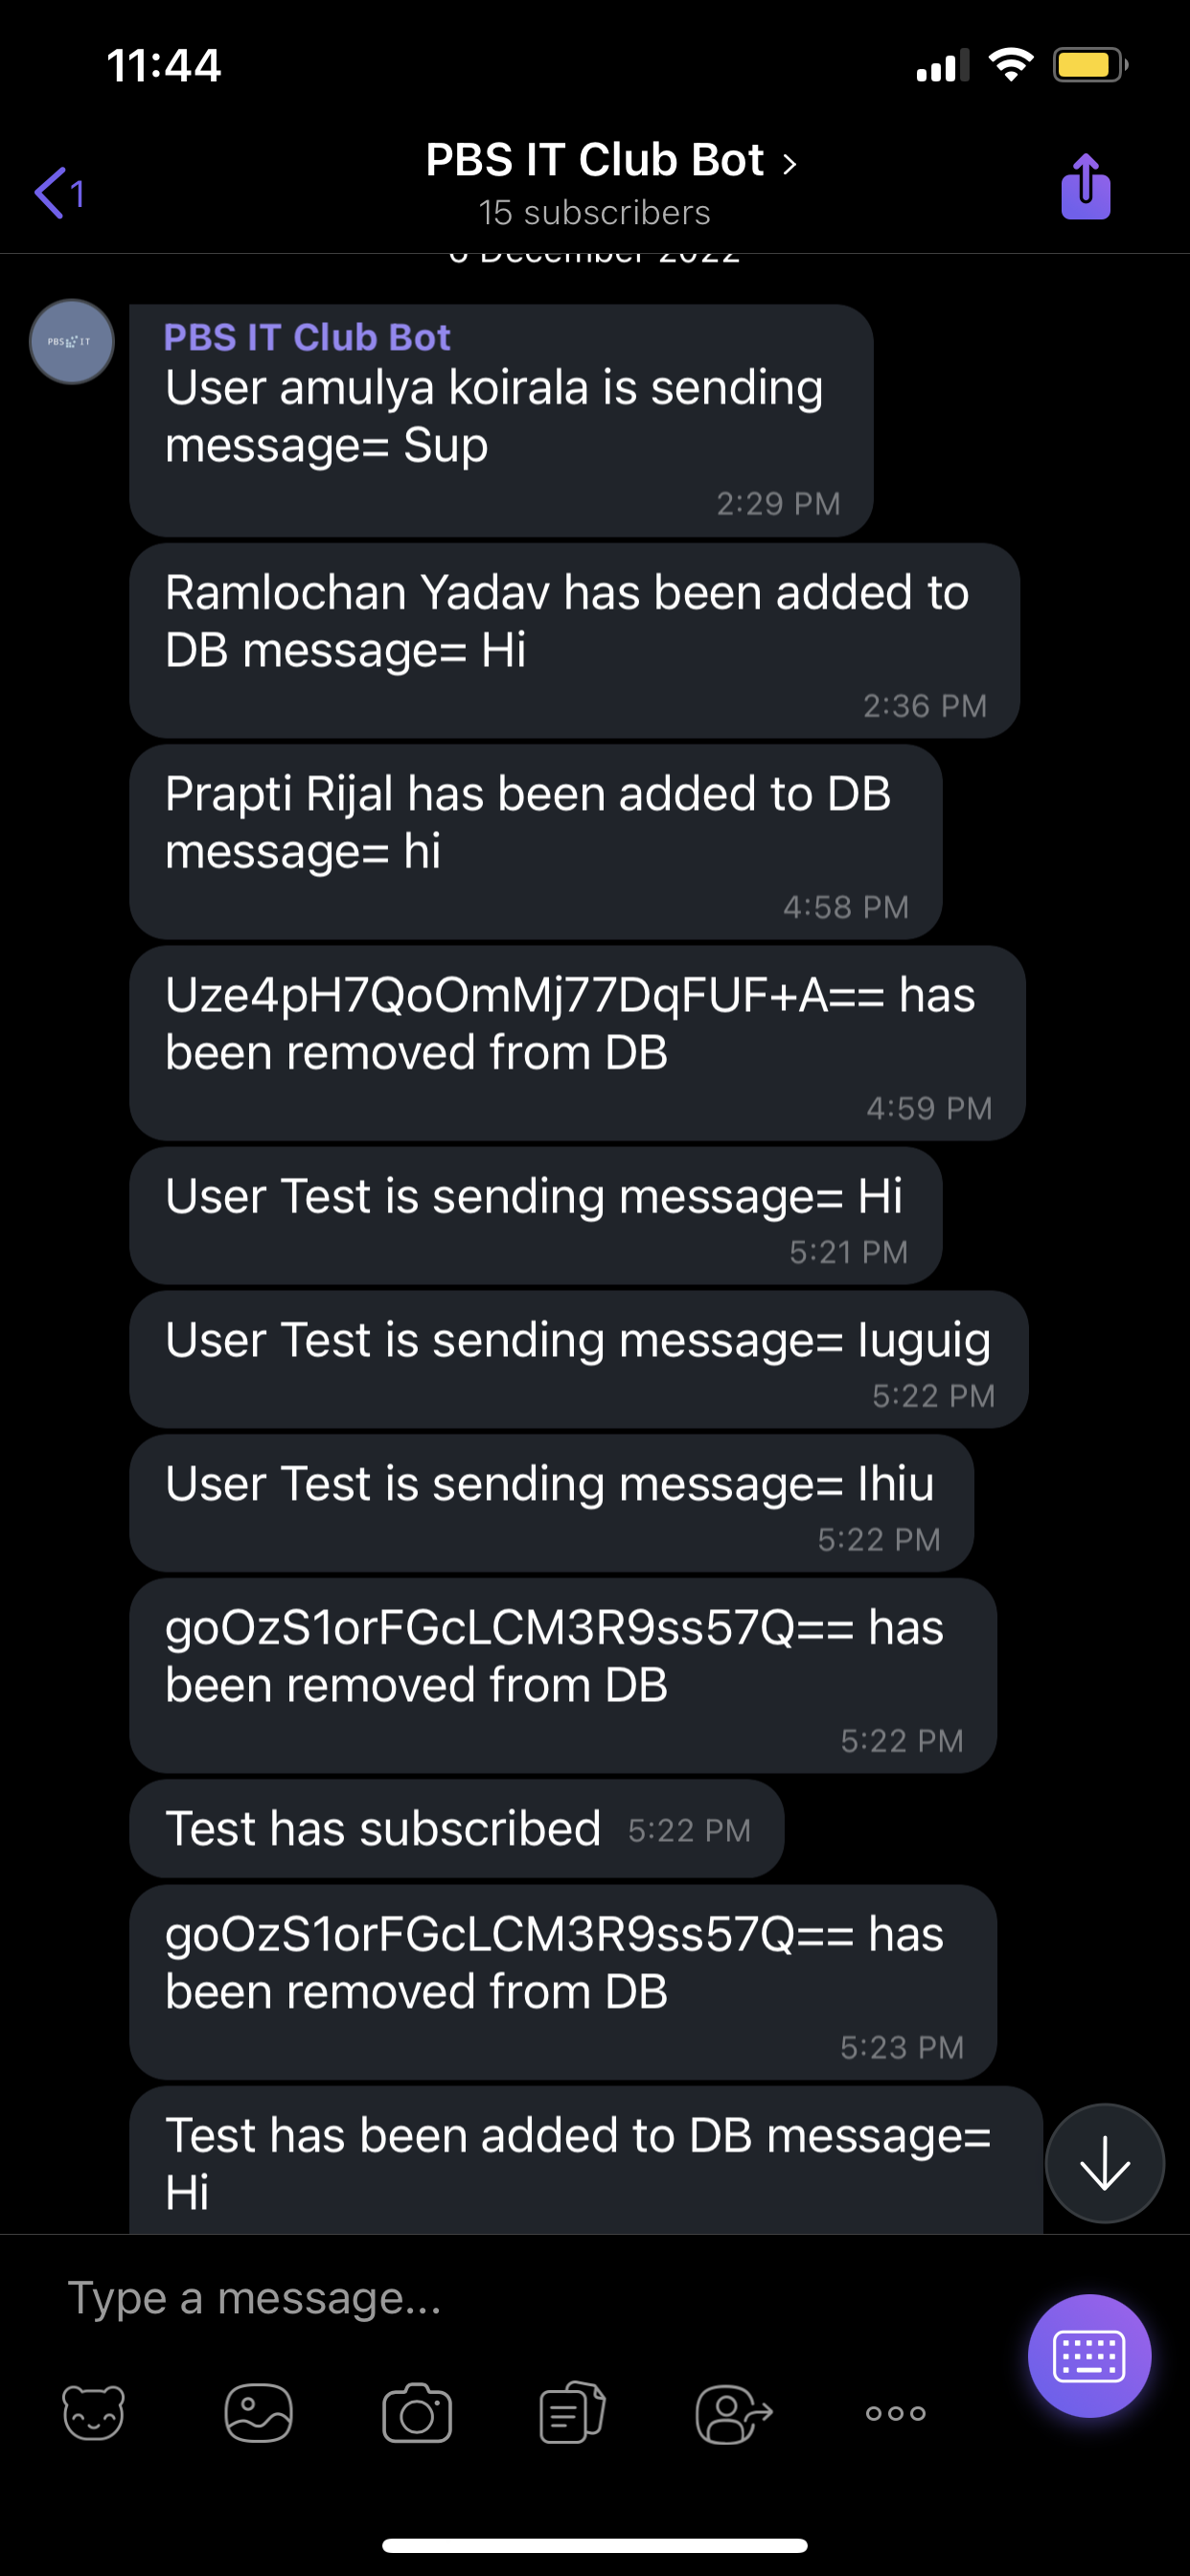 11:44
PBS IT Club Bot
1
15 subscribers
6 December 2022
PBS IT
PBS IT Club Bot
User amulya koirala is sending
message= Sup
2:29 PM
Ramlochan Yadav has been added to
DB message= Hi
2:36 PM
Prapti Rijal has been added to DB
message= hi
4:58 PM
Uze4pH7QoOmMj77DqFUF+A== has
been removed from DB
4:59 PM
User Test is sending message= Hi
5:21 PM
User Test is sending message= Iuguig
5:22 PM
User Test is sending message= Ihiu
5:22 PM
goOzS1orFGcLCM3R9ss57Q== has
been removed from DB
5:22 PM
Test has subscribed 5:22 PM
goOzS1orFGcLCM3R9ss57Q== has
been removed from DB
5:23 PM
Test has been added to DB message=
Hi
Type a message...